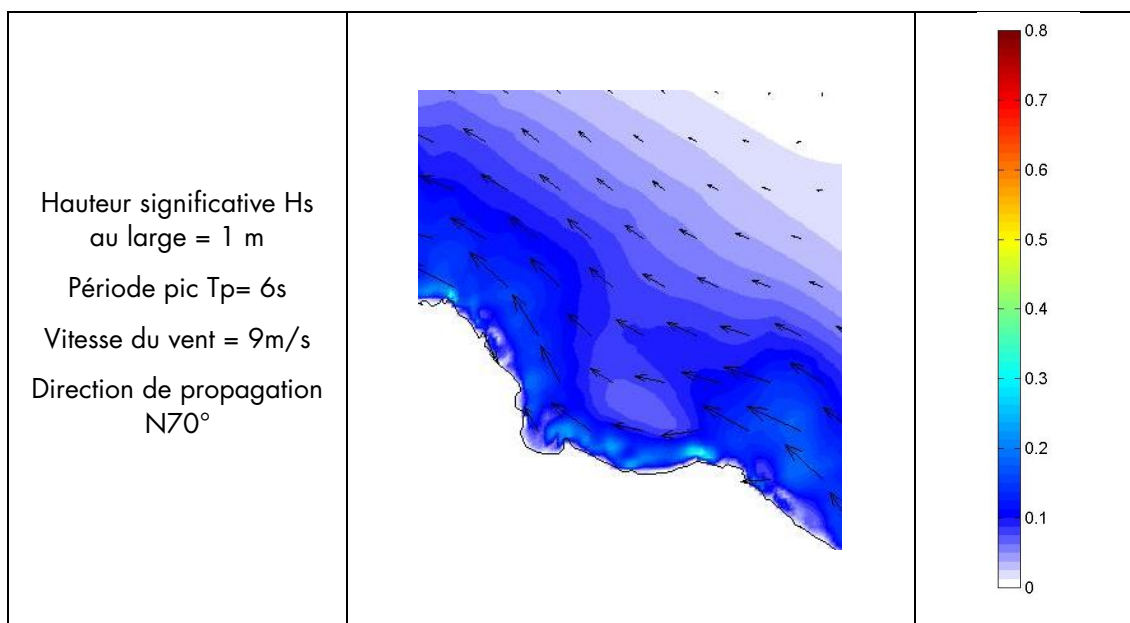 Hauteur significative Hs
au large = 1 m
Période pic Tp= 6s
Vitesse du vent = 9m/s
Direction de propagation
N70°
0.8
0.7
0.6
0.5
0.4
0.3
0.2
0.1
0